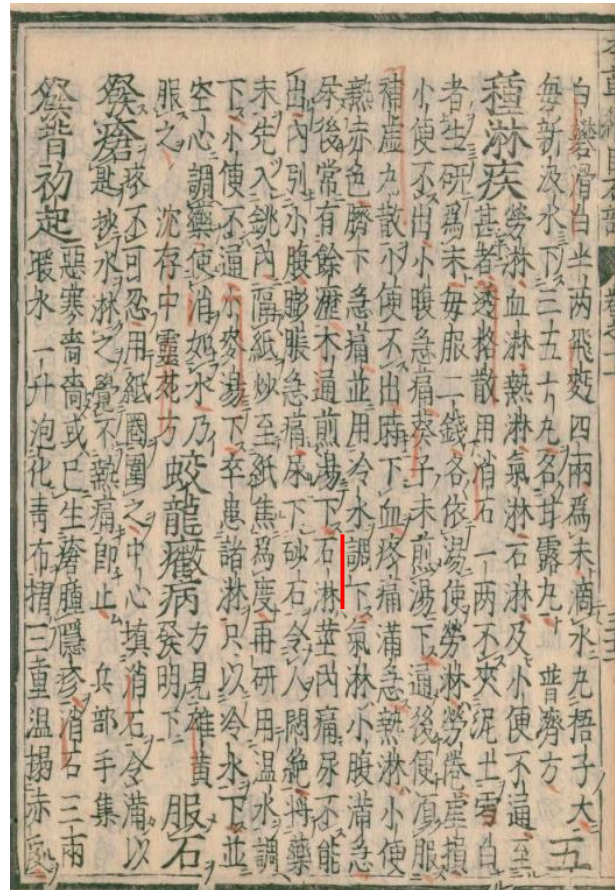 白礬滑白半两飛麫四兩爲末滴水丸梧子大
每新汲水下三五十丸名甘露丸　普濟方　五
種淋疾　勞淋血淋熱淋氣淋石淋及小便不通至
甚者透格散用消石一两不夾泥土雪白
者生研爲末每服二錢各依湯使勞淋勞倦虛損
小便不出小腹急痛葵子末煎湯下通後便須服
補虛丸散小便不出時下血疼痛滿急熱淋小便
熱赤色臍下急痛並用冷水調下氣淋小腹滿急
尿後常有餘瀝木通煎湯下石淋莖內痛尿不能
出內引小腹膨脹急痛尿下砂石令人悶絕將藥
末先入銚內隔紙炒至紙焦爲度再研用温水調
下小便不通小麥湯下卒患諸淋只以冷水下並
空心調藥使消如水乃
服之　沈存中靈苑方　蛟龍癥病　方見雄黄
發明下　服石
發瘡　疼不可忍用紙圈圍之中心填消石令滿以
匙抄水淋之覺不熱痛即止　兵部手集
發背初起　惡寒嗇嗇或已生瘡腫癮疹消石三兩
暖水一升泡化青布摺三重温搨赤處